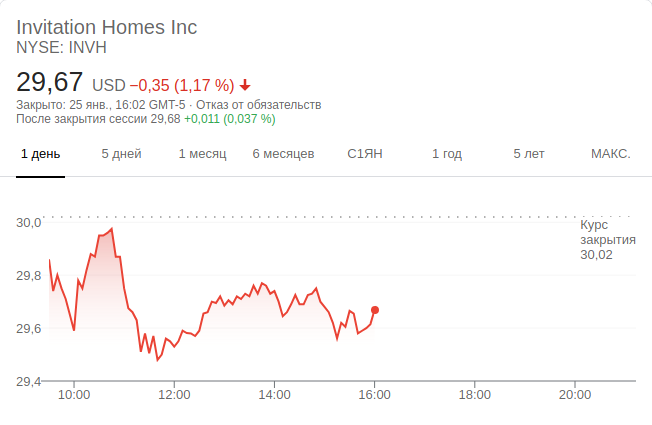 Invitation Homes Inc
NYSE: INVH
29,67 USD −0,35 (1,17 %)
Закрыто: 25 янв., 16:02 GMT-5 · Отказ от обязательств
После закрытия сессии 29,68 +0,011 (0,037 %)
1 день 5 дней 1 месяц 6 месяцев С1ЯН 1 год 5 лет МАКС.
30,0
Курс
закрытия
30,02
29,8
29,6
29,4
10:00 12:00 14:00 16:00 18:00 20:00